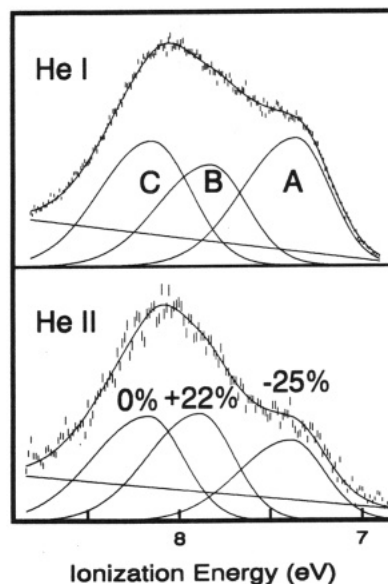 He I
C
B
A
He II
0%
+22%
-25%
8
7
Ionization Energy (eV)